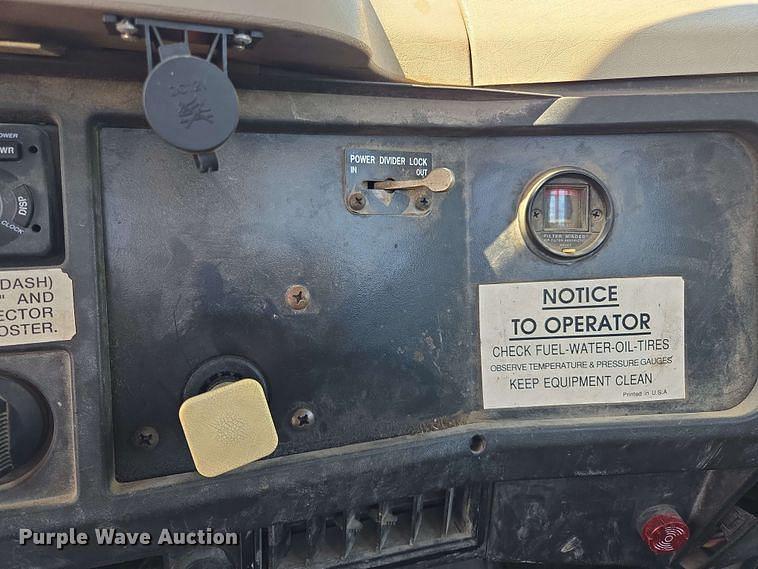 POWER
WR
DISP
CLOCK
DASH)
" AND
ECTOR
OSTER.
POWER DIVIDER LOCK
IN OUT
FILTER MINDER
NOTICE
TO OPERATOR
CHECK FUEL-WATER-OIL-TIRES
OBSERVE TEMPERATURE & PRESSURE GAUGES
KEEP EQUIPMENT CLEAN
Printed in U.S.A
Purple Wave Auction